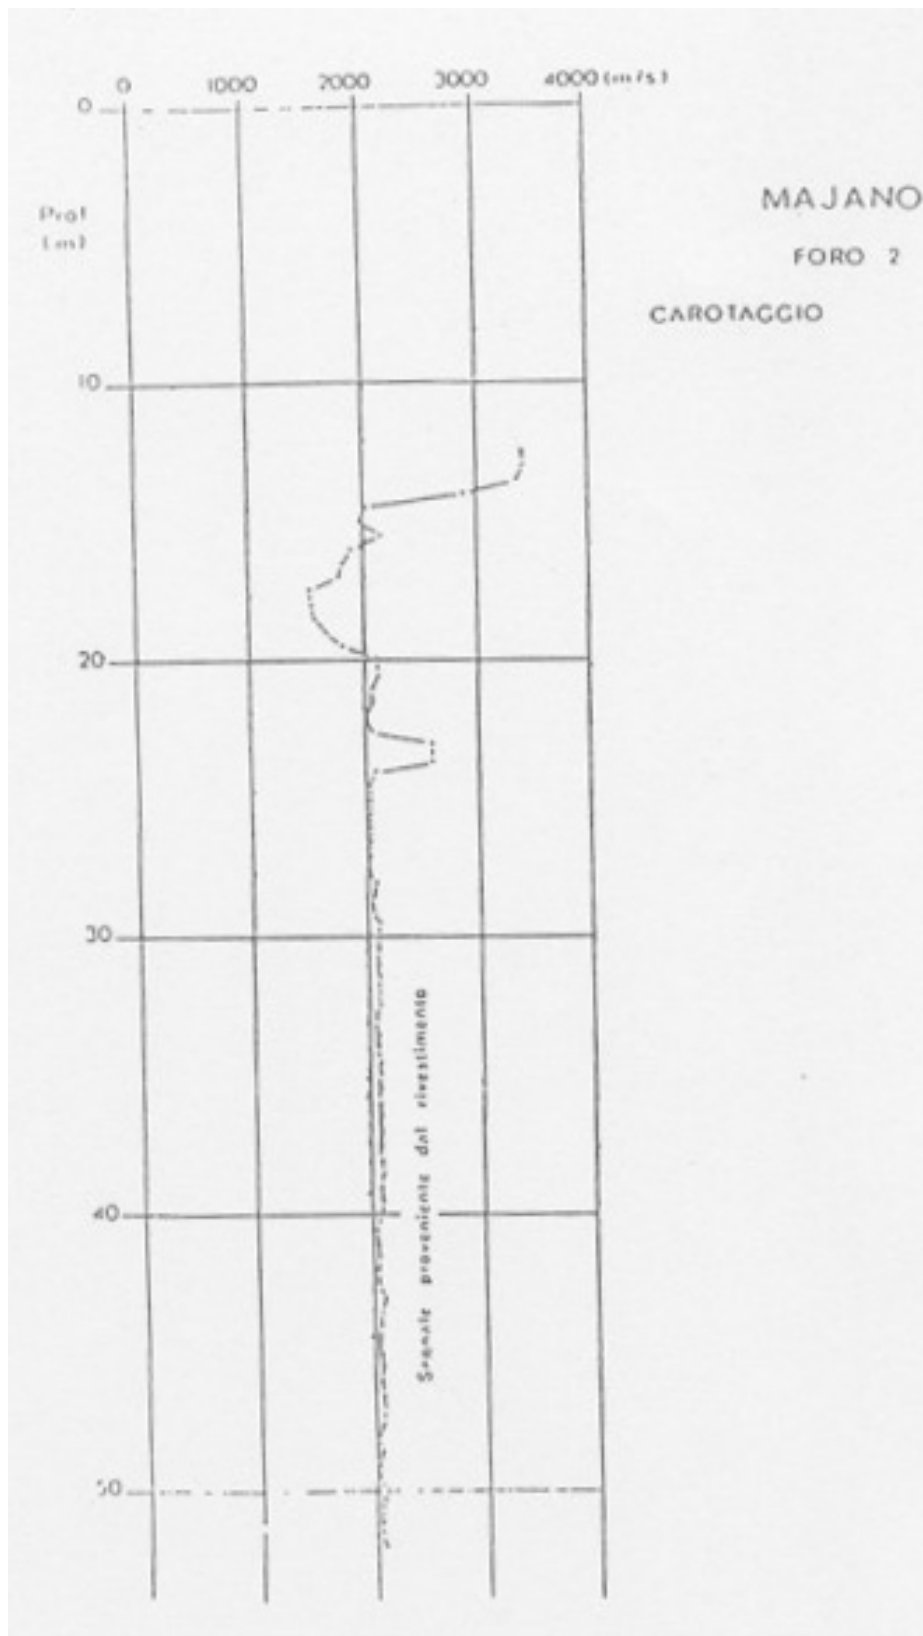 0 1000 2000 3000 4000 (m/s)
0
Prof
(m)
MAJANO
FORO 2
CAROTAGGIO
10
20
30
Segnale proveniente dal rivestimento
40
50